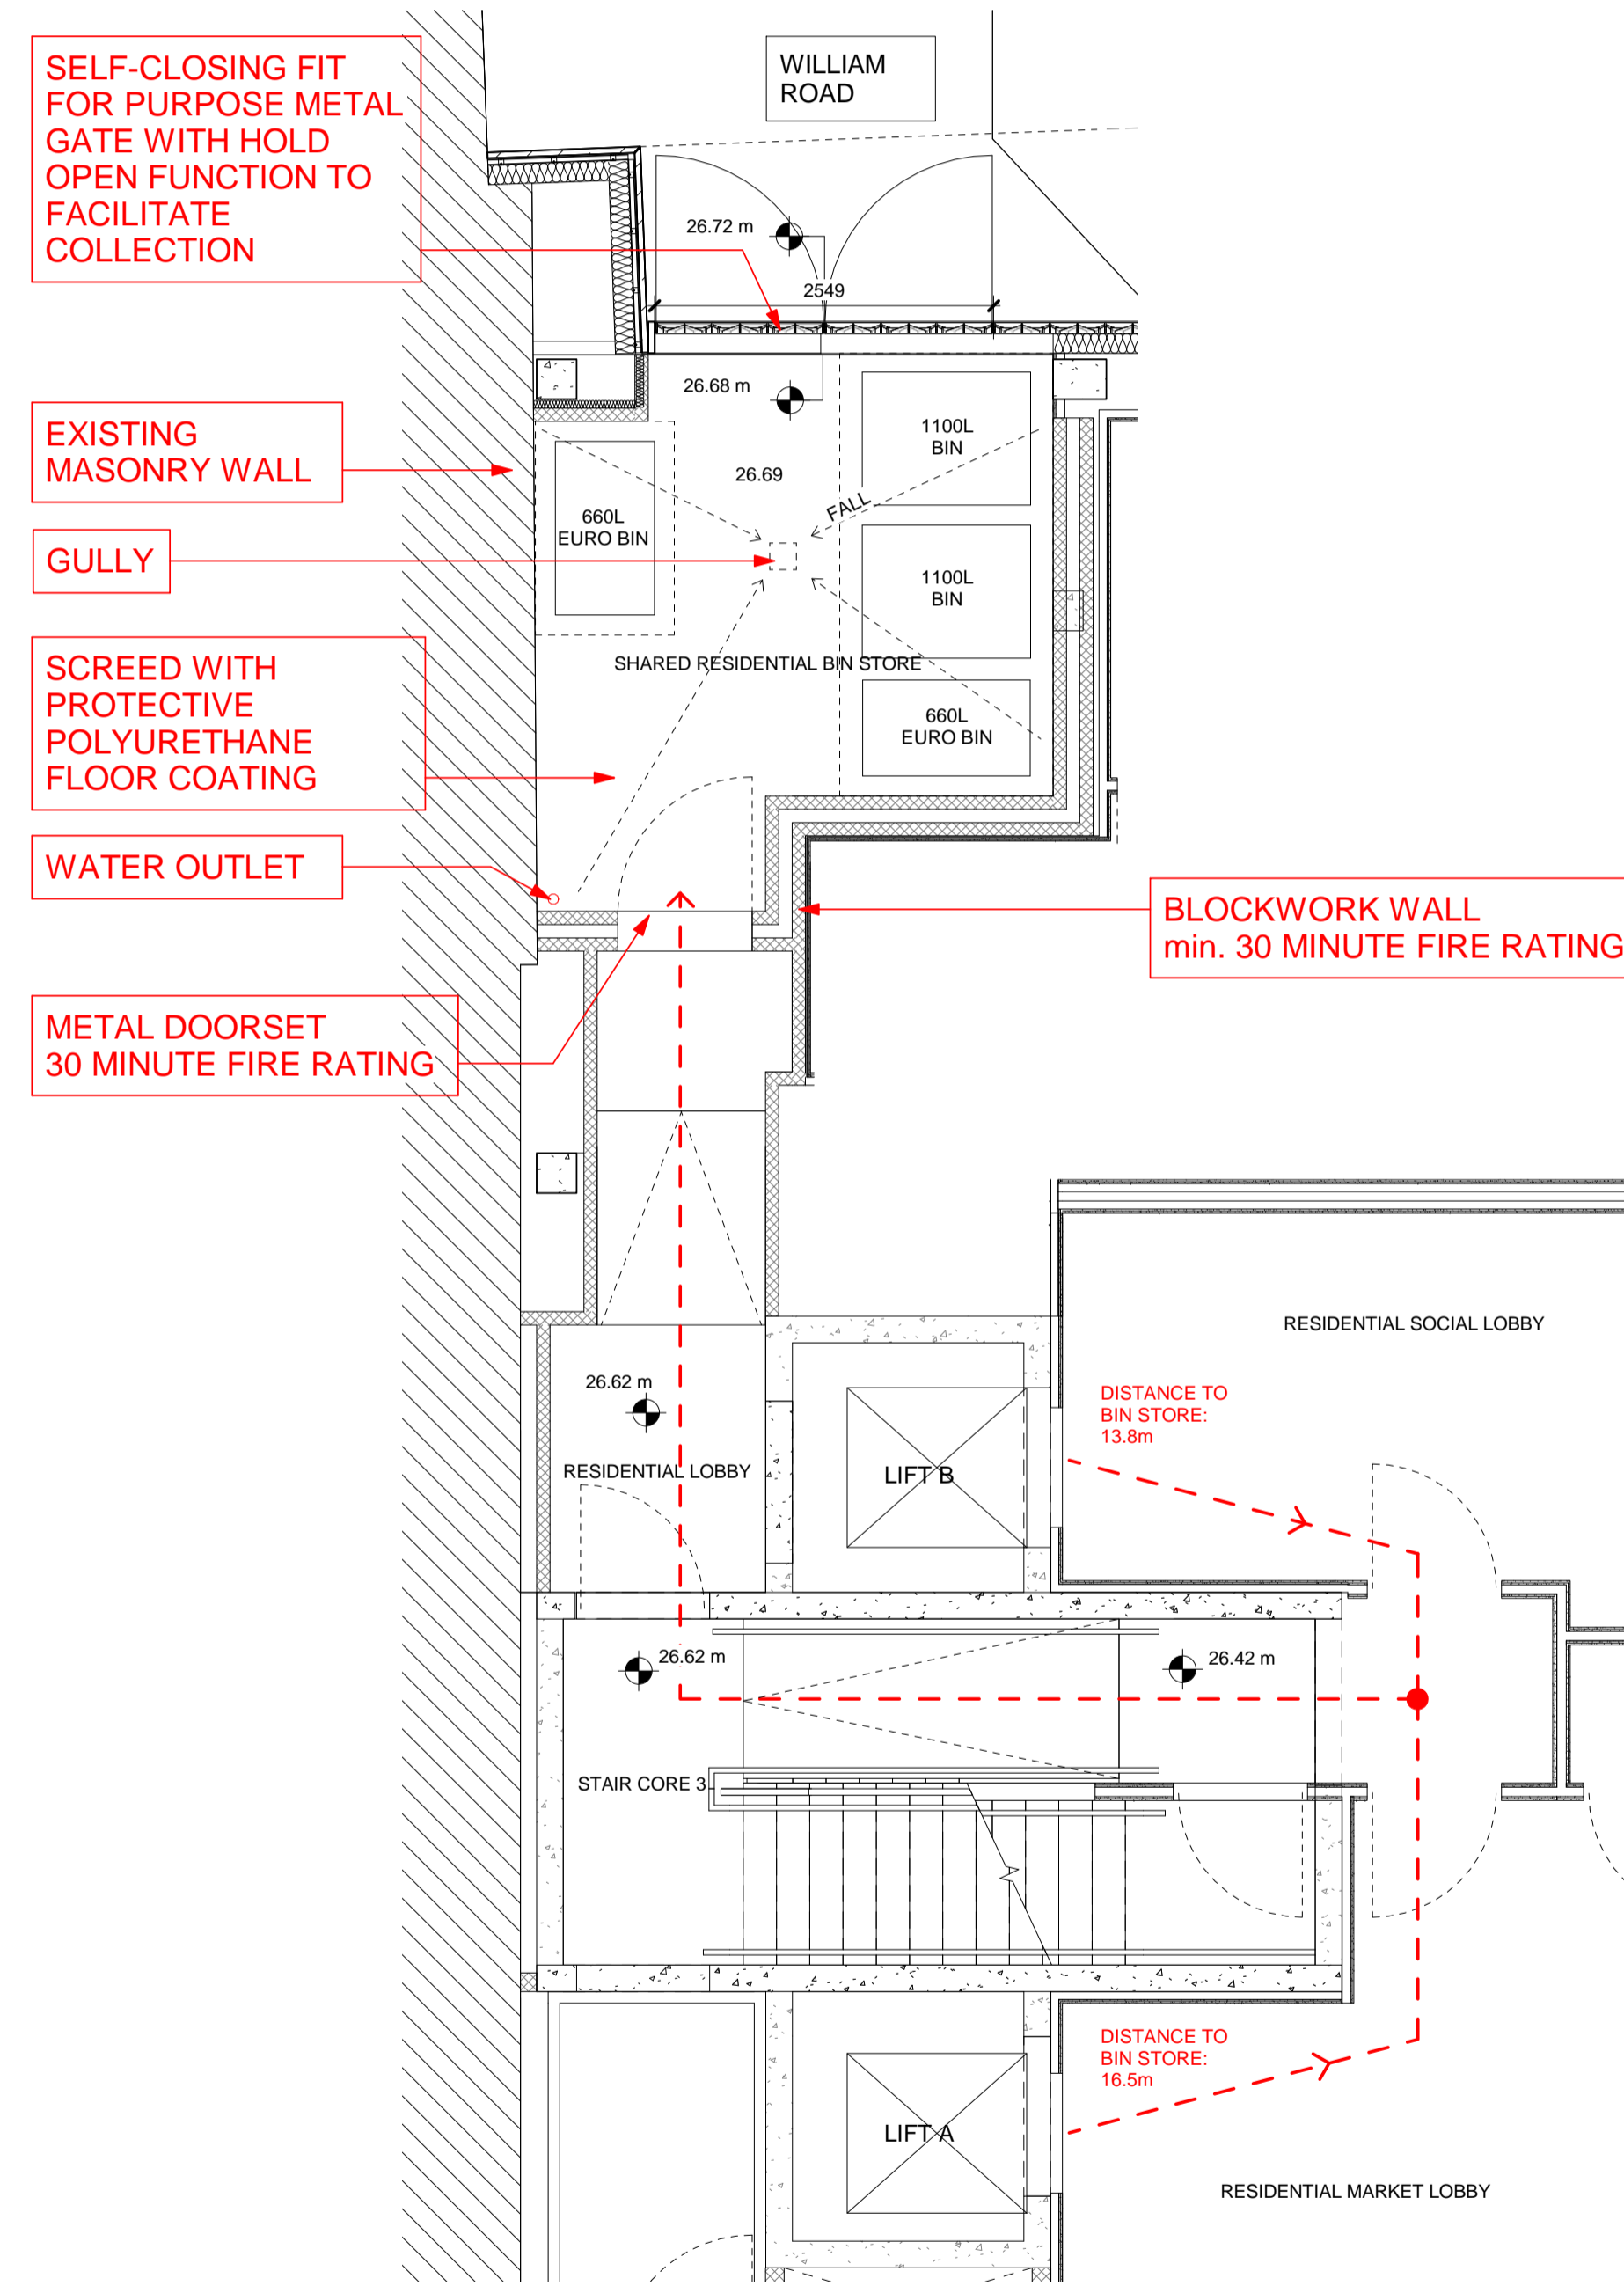 SELF-CLOSING FIT
FOR PURPOSE METAL
GATE WITH HOLD
OPEN FUNCTION TO
FACILITATE
COLLECTION
WILLIAM
ROAD
26.72 m
2549
26.68 m
EXISTING
MASONRY WALL
1100L
BIN
26.69
FALL
660L
EURO BIN
GULLY
1100L
BIN
SHARED RESIDENTIAL BIN STORE
SCREED WITH
PROTECTIVE
POLYURETHANE
FLOOR COATING
660L
EURO BIN
WATER OUTLET
BLOCKWORK WALL
min. 30 MINUTE FIRE RATING
METAL DOORSET
30 MINUTE FIRE RATING
RESIDENTIAL SOCIAL LOBBY
26.62 m
DISTANCE TO
BIN STORE:
13.8m
RESIDENTIAL LOBBY
LIFT B
26.62 m
26.42 m
STAIR CORE 3
DISTANCE TO
BIN STORE:
16.5m
LIFT A
RESIDENTIAL MARKET LOBBY